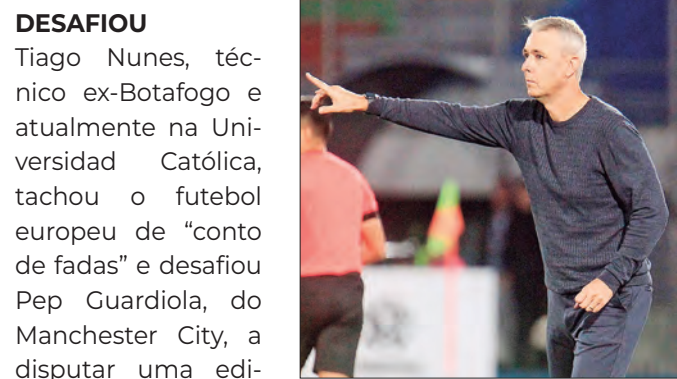 DESAFIOU
Tiago Nunes, téc-
nico ex-Botafogo e
atualmente na Uni-
versidad Católica,
tachou o futebol
europeu de “conto
de fadas” e desafiou
Pep Guardiola, do
Manchester City, a
disputar uma edi-